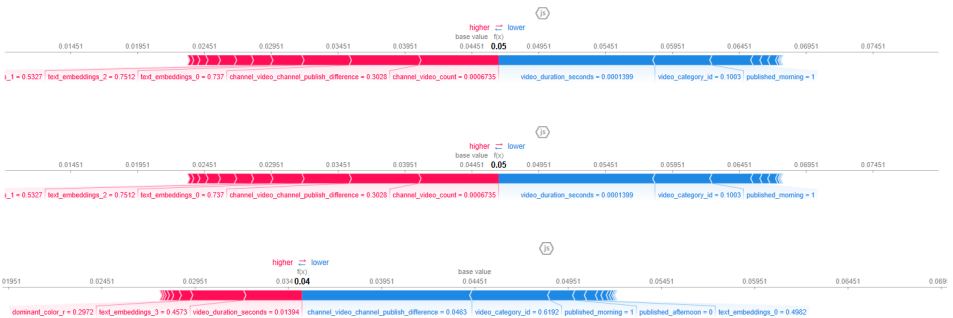 js
higher ⇄ lower
base value f(x)
0.01451 0.01951 0.02451 0.02951 0.03451 0.03951 0.04451 0.05 0.04951 0.05451 0.05951 0.06451 0.06951 0.07451
_1 = 0.5327 text_embeddings_2 = 0.7512 text_embeddings_0 = 0.737 channel_video_channel_publish_difference = 0.3028 channel_video_count = 0.0006735 video_duration_seconds = 0.0001399 video_category_id = 0.1003 published_morning = 1
js
higher ⇄ lower
base value f(x)
0.01451 0.01951 0.02451 0.02951 0.03451 0.03951 0.04451 0.05 0.04951 0.05451 0.05951 0.06451 0.06951 0.07451
_1 = 0.5327 text_embeddings_2 = 0.7512 text_embeddings_0 = 0.737 channel_video_channel_publish_difference = 0.3028 channel_video_count = 0.0006735 video_duration_seconds = 0.0001399 video_category_id = 0.1003 published_morning = 1
js
higher ⇄ lower
f(x) base value
01951 0.02451 0.02951 0.034 0.04 0.03951 0.04451 0.04951 0.05451 0.05951 0.06451 0.069
dominant_color_r = 0.2972 text_embeddings_3 = 0.4573 video_duration_seconds = 0.01394 channel_video_channel_publish_difference = 0.0463 video_category_id = 0.6192 published_morning = 1 published_afternoon = 0 text_embeddings_0 = 0.4982